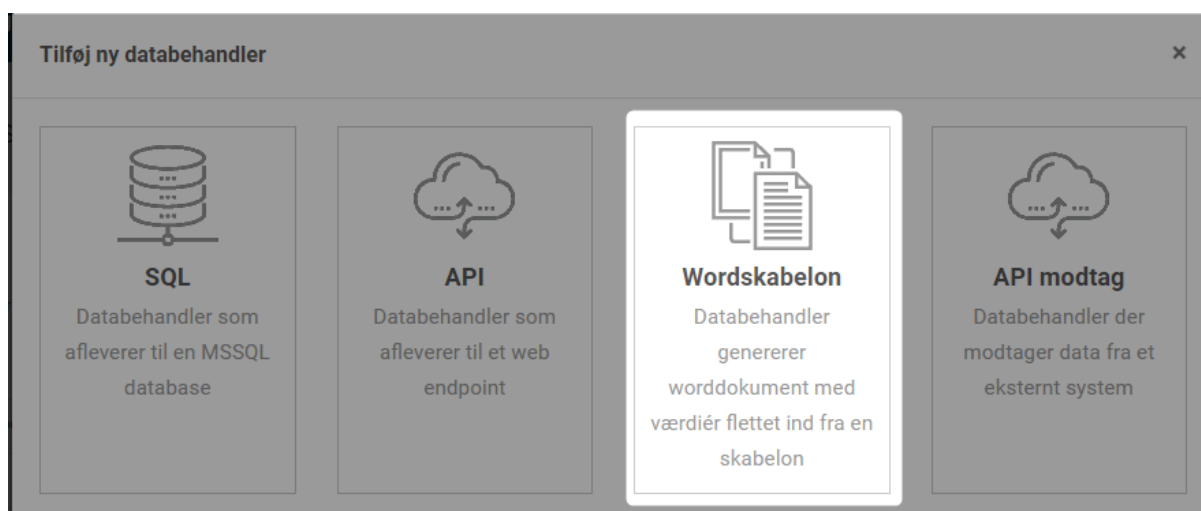 Tilføj ny databehandler
×
SQL
Databehandler som
afleverer til en MSSQL
database
API
Databehandler som
afleverer til et web
endpoint
Wordskabelon
Databehandler
genererer
worddokument med
værdiér flettet ind fra en
skabelon
API modtag
Databehandler der
modtager data fra et
eksternt system